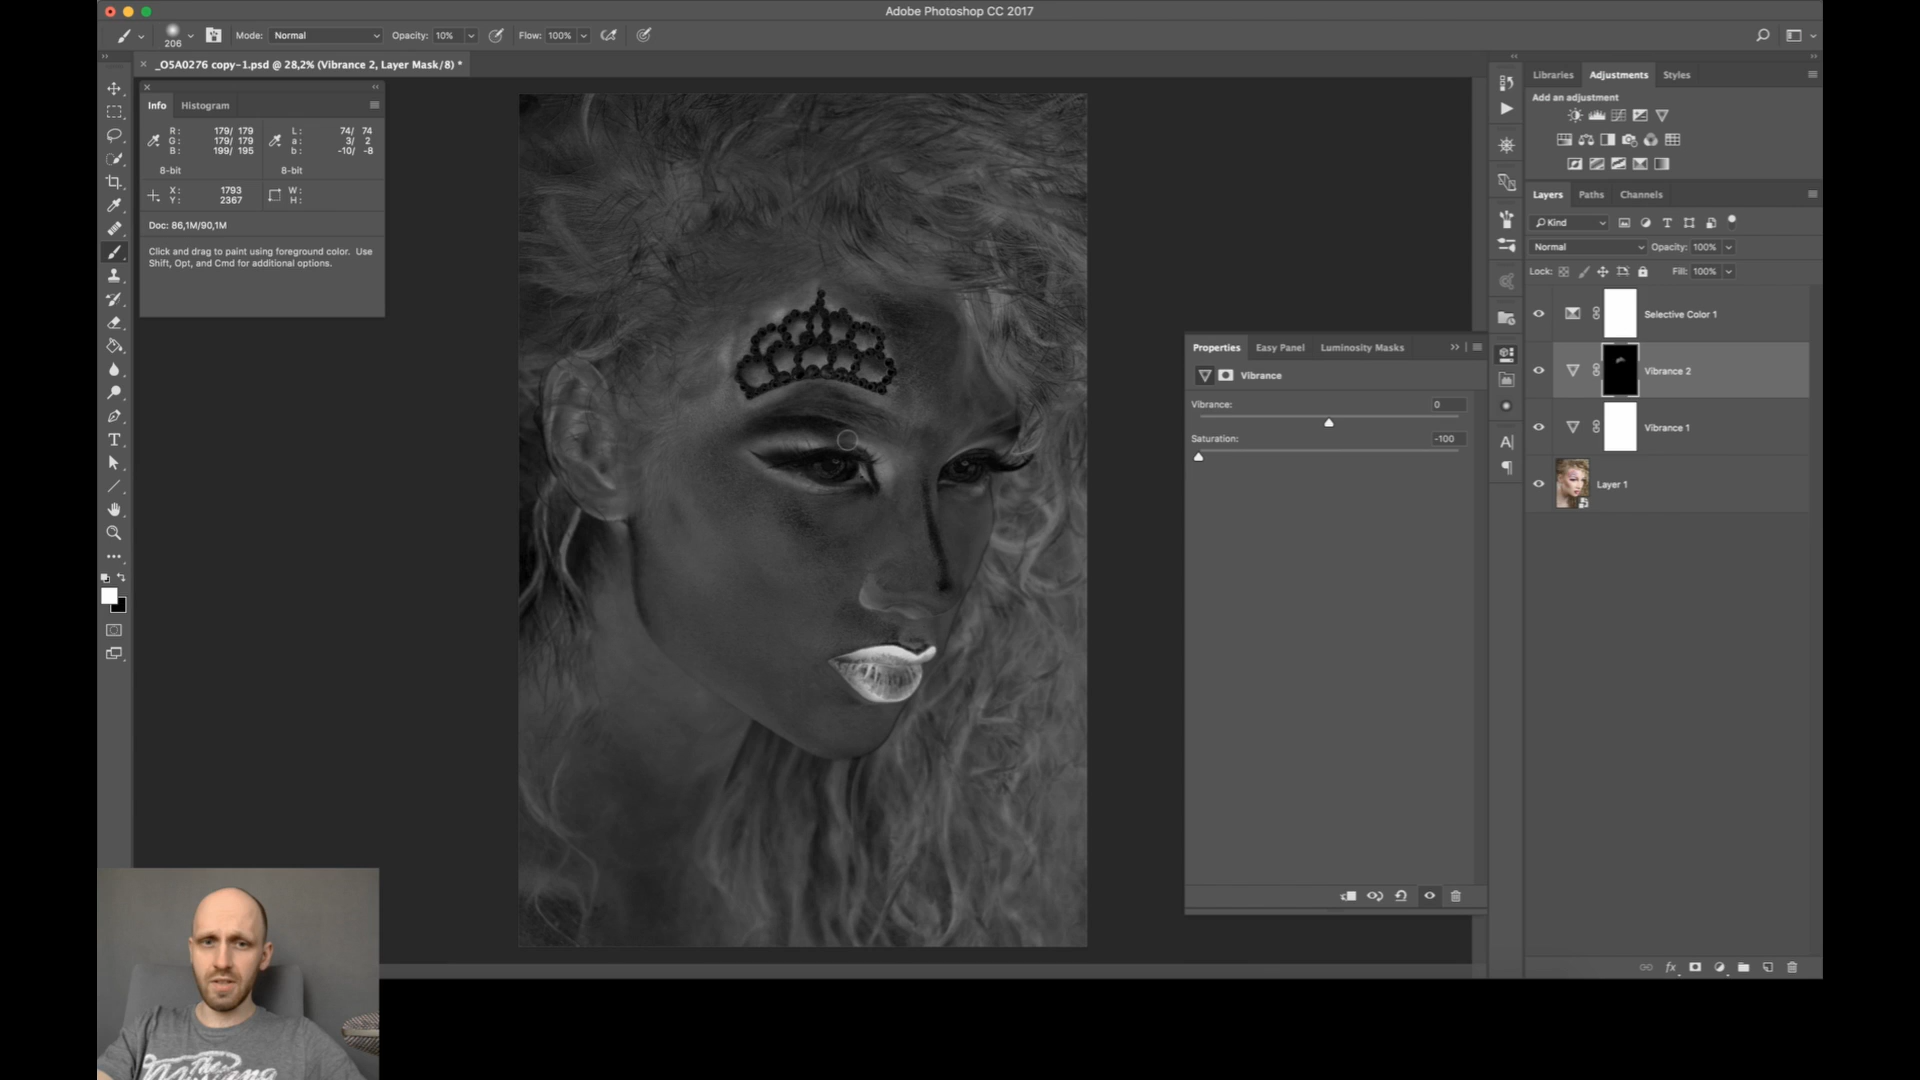 Adobe Photoshop CC 2017
206
Mode: Normal
Opacity: 10%
Flow: 100%
_O5A0276 copy-1.psd @ 28,2% (Vibrance 2, Layer Mask/8) *
Info
Histogram
R: 179/ 179
G: 179/ 179
B: 199/ 195
L: 74/ 74
a: 3/ 2
b: -10/ -8
8-bit
8-bit
X: 1793
Y: 2367
W:
H:
Doc: 86,1M/90,1M
Click and drag to paint using foreground color. Use
Shift, Opt, and Cmd for additional options.
Properties
Easy Panel
Luminosity Masks
Vibrance
Vibrance: 0
Saturation: -100
Libraries
Adjustments
Styles
Add an adjustment
Layers
Paths
Channels
Kind
Normal
Opacity: 100%
Lock:
Fill: 100%
Selective Color 1
Vibrance 2
Vibrance 1
Layer 1
fx
The